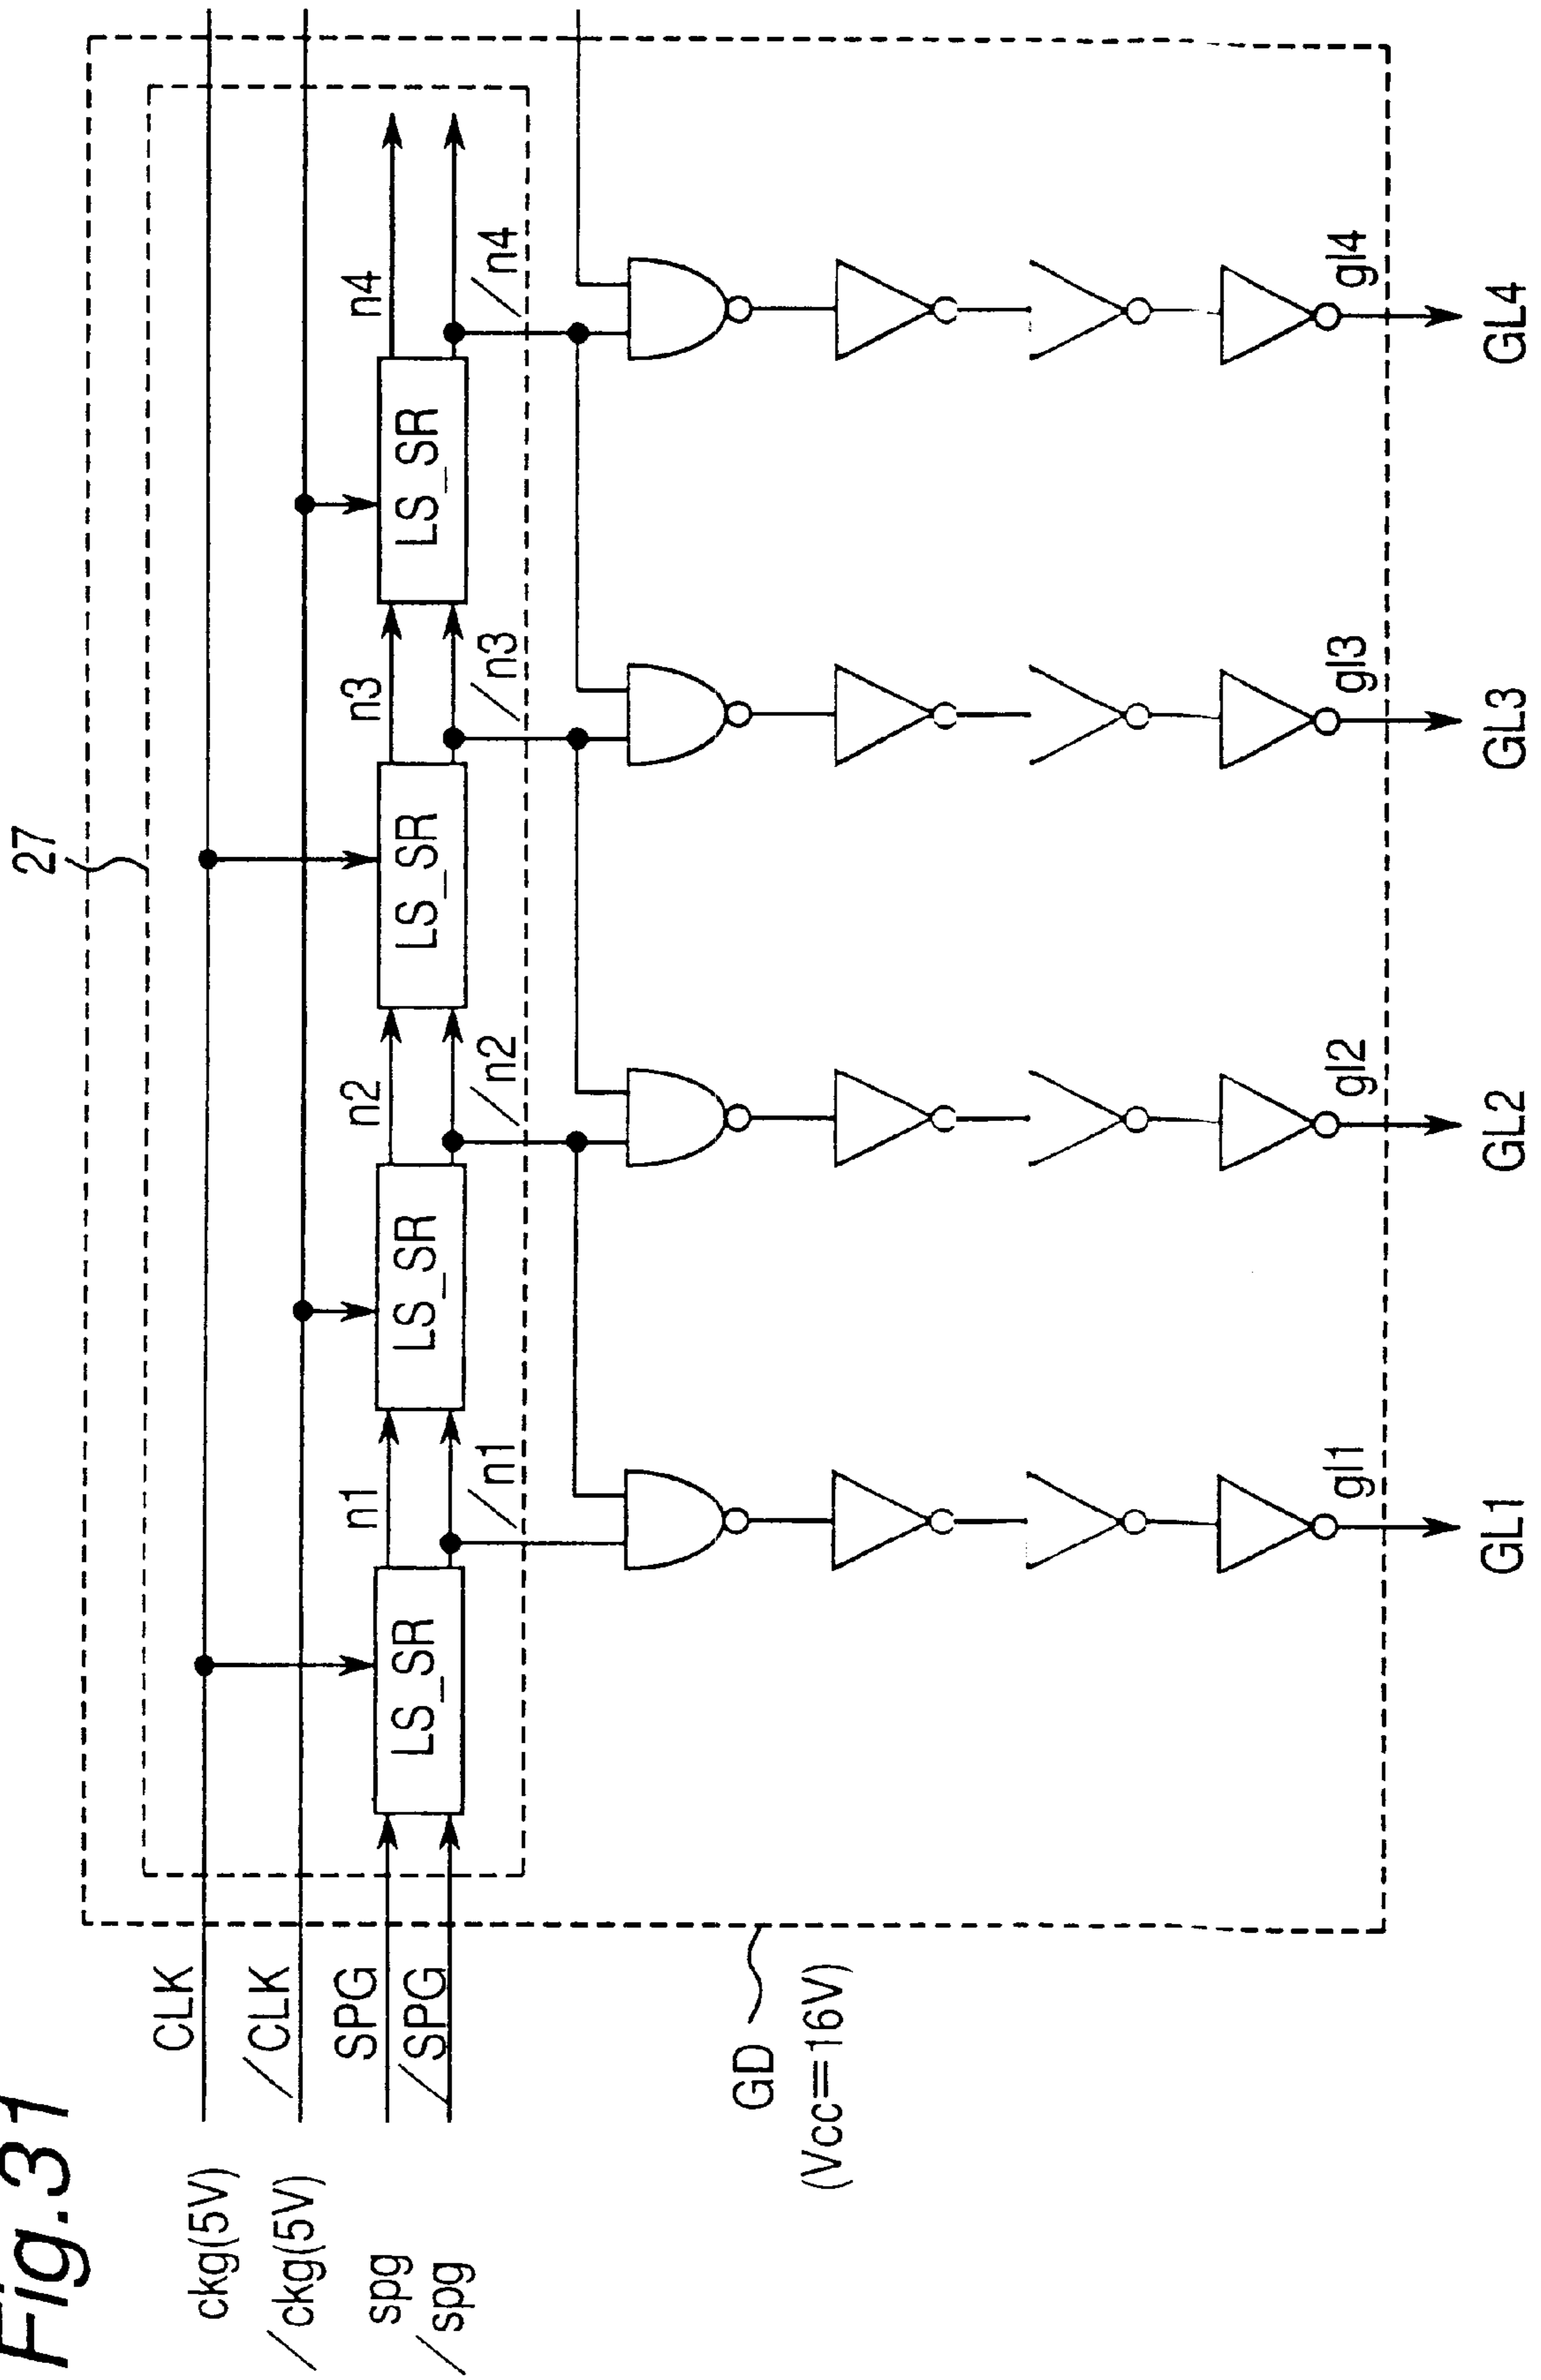 Fig.31
27
ckg(5V)
CLK
/ckg(5V)
/CLK
spg
SPG
/spg
/SPG
n1
n2
n3
n4
LS_SR
LS_SR
LS_SR
LS_SR
/n1
/n2
/n3
/n4
GD
(Vcc=16V)
gl1
gl2
gl3
gl4
GL1
GL2
GL3
GL4